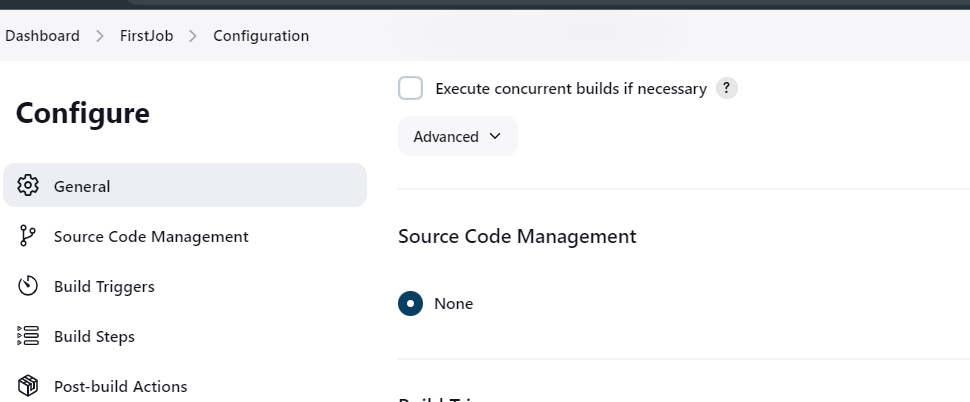 Dashboard > FirstJob > Configuration
Configure
General
Source Code Management
Build Triggers
Build Steps
Post-build Actions
Execute concurrent builds if necessary ?
Advanced
Source Code Management
None